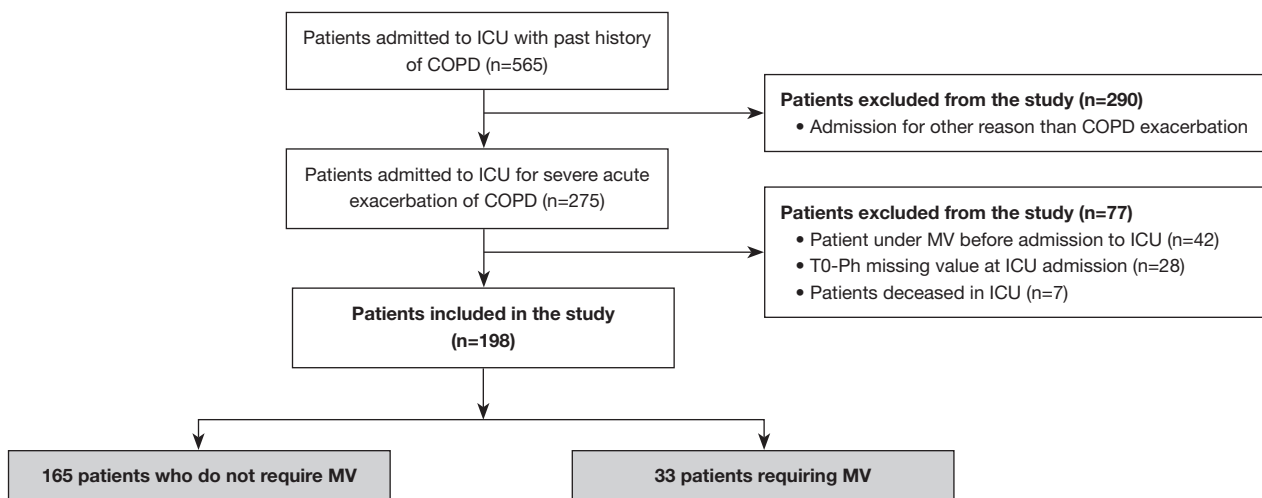 Patients admitted to ICU with past history
of COPD (n=565)
Patients excluded from the study (n=290)
• Admission for other reason than COPD exacerbation
Patients admitted to ICU for severe acute
exacerbation of COPD (n=275)
Patients excluded from the study (n=77)
• Patient under MV before admission to ICU (n=42)
• T0-Ph missing value at ICU admission (n=28)
• Patients deceased in ICU (n=7)
Patients included in the study
(n=198)
165 patients who do not require MV
33 patients requiring MV